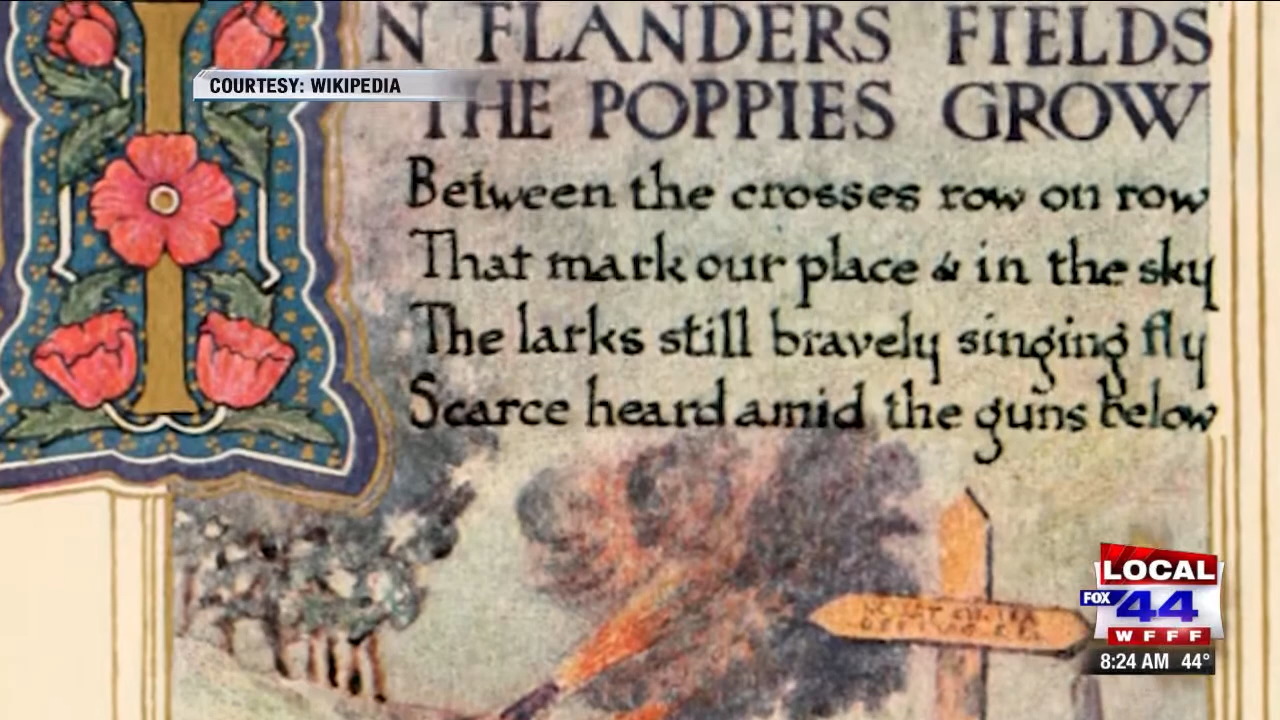 N FLANDERS FIELDS
COURTESY: WIKIPEDIA
THE POPPIES GROW
Between the crosses row on row
That mark our place & in the sky
The larks still bravely singing fly
Scarce heard amid the guns below
LOCAL
FOX 44
WFFF
8:24 AM 44°